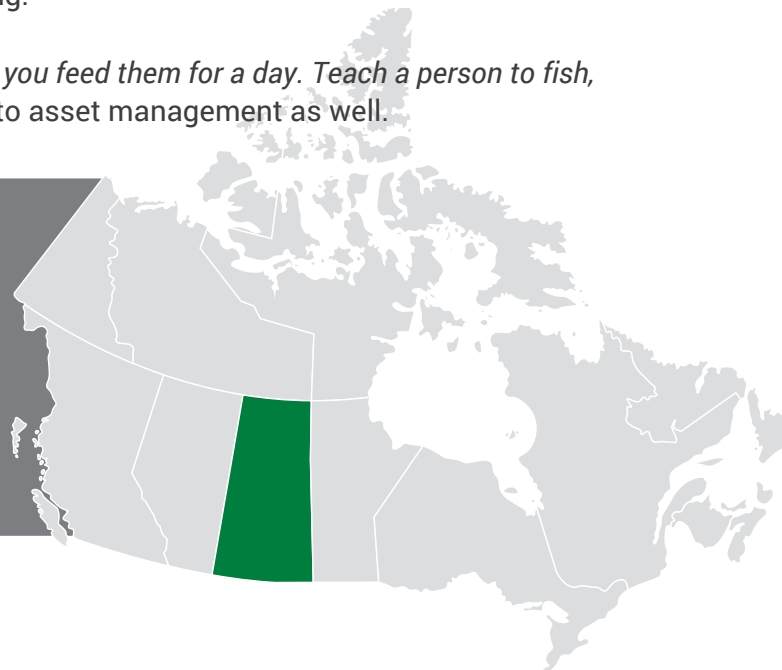 you feed them for a day. Teach a person to fish,
to asset management as well.